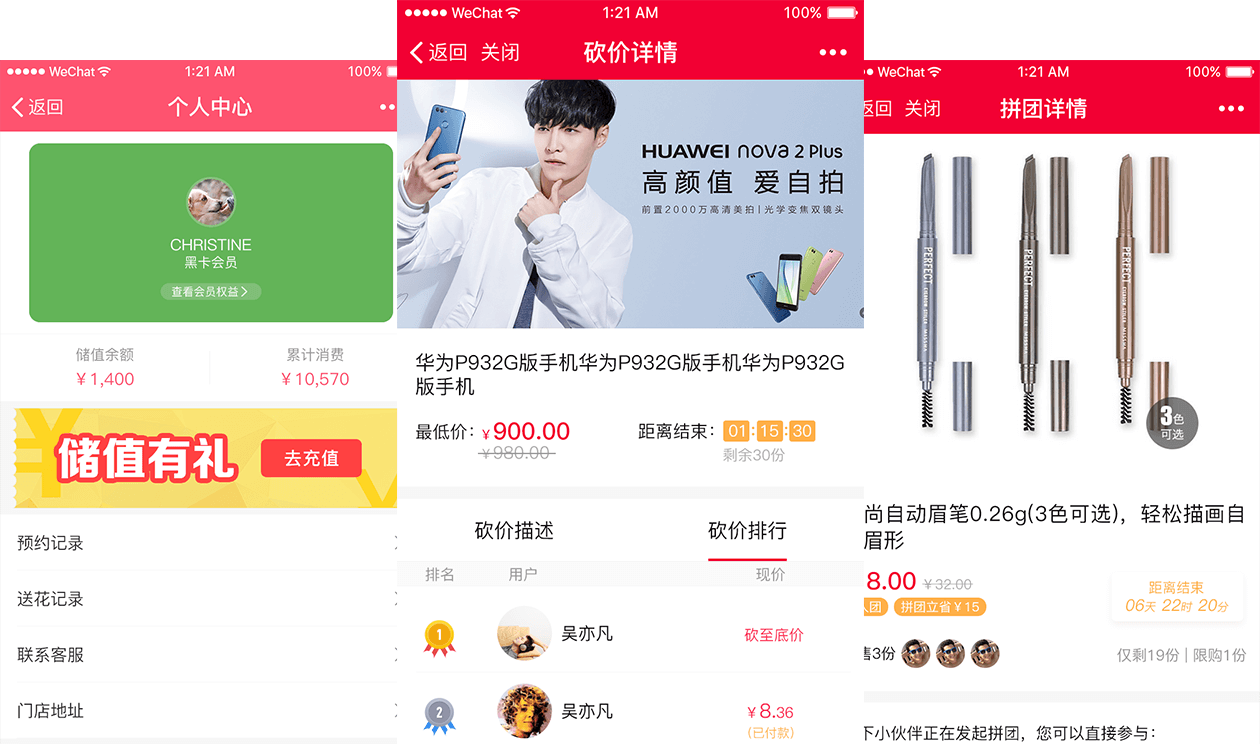 WeChat 1:21 AM 100%
返回 个人中心
CHRISTINE
黑卡会员
查看会员权益
储值余额 累计消费
¥1,400 ¥10,570
储值有礼 去充值
预约记录
送花记录
联系客服
门店地址
WeChat 1:21 AM 100%
返回 关闭 砍价详情
HUAWEI nova 2 Plus
高颜值 爱自拍
前置2000万高清美拍|光学变焦双镜头
华为P932G版手机华为P932G版手机华为P932G
版手机
最低价: ¥900.00 距离结束: 01:15:30
¥980.00 剩余30份
砍价描述 砍价排行
排名 用户 现价
1 吴亦凡 砍至底价
2 吴亦凡 ¥8.36
(已付款)
WeChat 1:21 AM 100%
返回 关闭 拼团详情
PERFECT
EYEBROW STYLER MISSHA
PERFECT
EYEBROW STYLER MISSHA
PERFECT
EYEBROW STYLER MISSHA
3色
可选
尚自动眉笔0.26g(3色可选)，轻松描画自
眉形
8.00 ¥32.00
人团 拼团立省¥15
距离结束
06天 22时 20分
售3份 仅剩19份|限购1份
下小伙伴正在发起拼团，您可以直接参与: